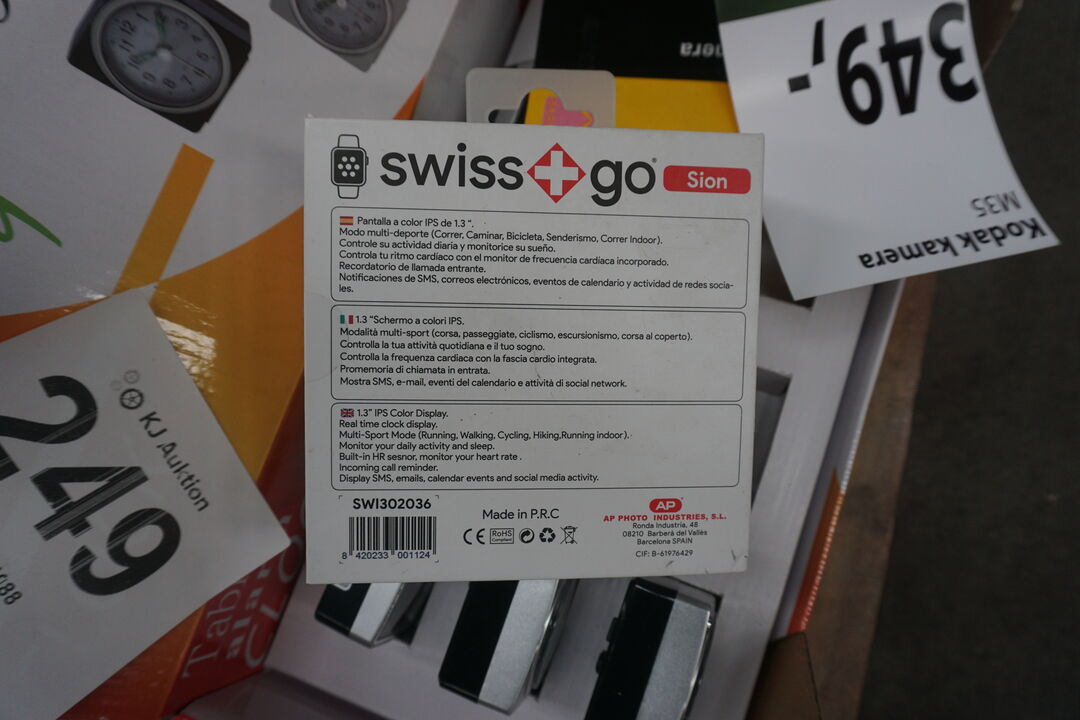 swiss go®
Sion
Pantalla a color IPS de 1.3 “.
Modo multi-deporte (Correr, Caminar, Bicicleta, Senderismo, Correr Indoor).
Controle su actividad diaria y monitorice su sueño.
Controla tu ritmo cardíaco con el monitor de frecuencia cardíaca incorporado.
Recordatorio de llamada entrante.
Notificaciones de SMS, correos electrónicos, eventos de calendario y actividad de redes socia-
les.
1.3 “Schermo a colori IPS.
Modalità multi-sport (corsa, passeggiate, ciclismo, escursionismo, corsa al coperto).
Controlla la tua attività quotidiana e il tuo sogno.
Controlla la frequenza cardiaca con la fascia cardio integrata.
Promemoria di chiamata in entrata.
Mostra SMS, e-mail, eventi del calendario e attività di social network.
1.3” IPS Color Display.
Real time clock display.
Multi-Sport Mode (Running, Walking, Cycling, Hiking,Running indoor).
Monitor your daily activity and sleep.
Built-in HR sesnor, monitor your heart rate .
Incoming call reminder.
Display SMS, emails, calendar events and social media activity.
SWI302036
8 420233 001124
Made in P.R.C
CE RoHS
Compliant
AP
AP PHOTO INDUSTRIES, S.L.
Ronda Industria, 48
08210 Barberà del Vallès
Barcelona SPAIN
CIF: B-61976429
Kodak kamera
M35
349,-
KJ Auktion
249
amera